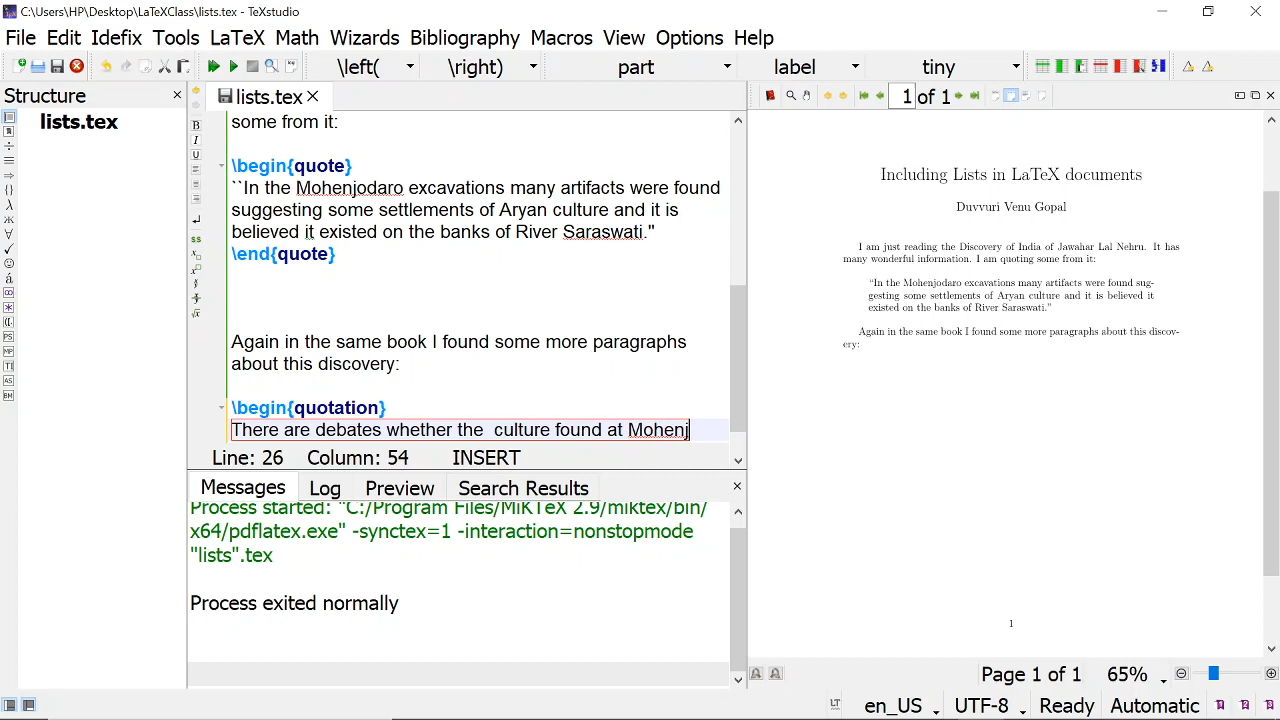 C:\Users\HP\Desktop\LaTeXClass\lists.tex - TeXstudio
File Edit Idefix Tools LaTeX Math Wizards Bibliography Macros View Options Help
\left( \right) part label tiny
Structure
lists.tex
lists.tex
1 of 1
some from it:
\begin{quote}
``In the Mohenjodaro excavations many artifacts were found
suggesting some settlements of Aryan culture and it is
believed it existed on the banks of River Saraswati."
\end{quote}
Again in the same book I found some more paragraphs
about this discovery:
\begin{quotation}
There are debates whether the  culture found at Mohenj
Line: 26 Column: 54 INSERT
Messages Log Preview Search Results
Process started: "C:/Program Files/MiKTeX 2.9/miktex/bin/
x64/pdflatex.exe" -synctex=1 -interaction=nonstopmode
"lists".tex
Process exited normally
Including Lists in LaTeX documents
Duvvuri Venu Gopal
I am just reading the Discovery of India of Jawahar Lal Nehru. It has
many wonderful information. I am quoting some from it:
“In the Mohenjodaro excavations many artifacts were found sug-
gesting some settlements of Aryan culture and it is believed it
existed on the banks of River Saraswati.”
Again in the same book I found some more paragraphs about this discov-
ery:
1
Page 1 of 1 65%
en_US UTF-8 Ready Automatic